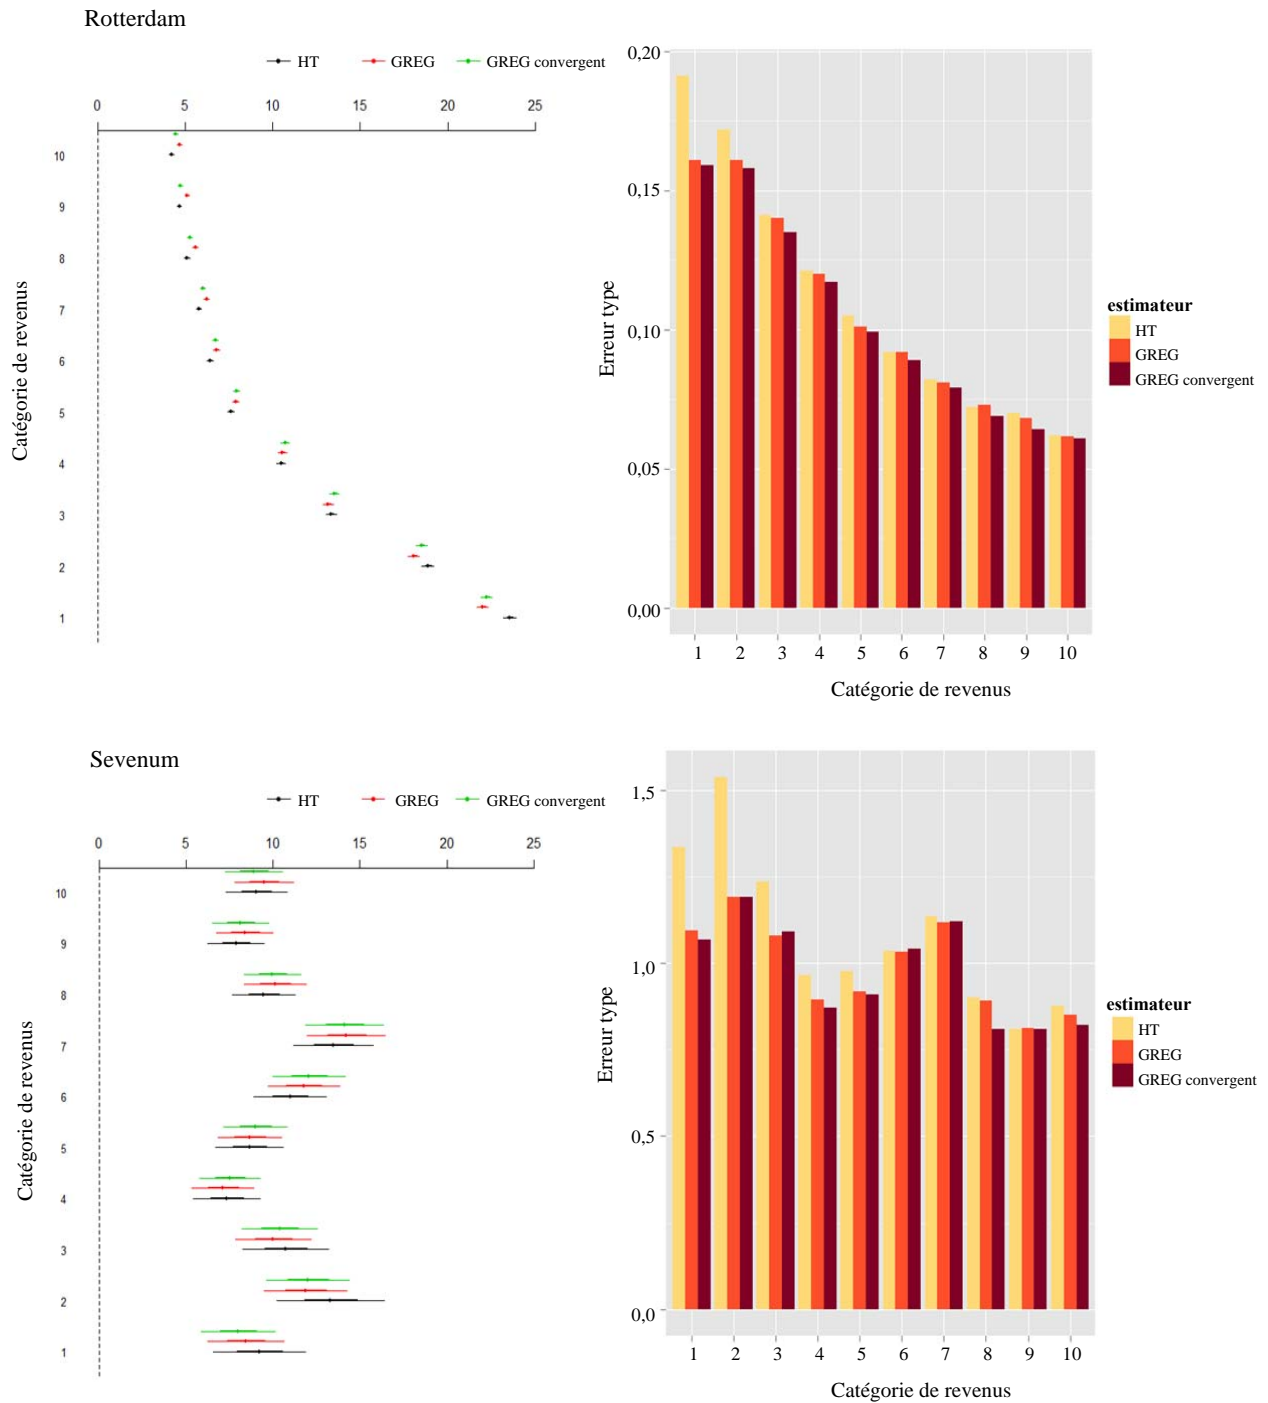 Rotterdam
HT GREG GREG convergent
0 5 10 15 20 25
Catégorie de revenus
10
9
8
7
6
5
4
3
2
1
Erreur type
0,20
0,15
0,10
0,05
0,00
1 2 3 4 5 6 7 8 9 10
Catégorie de revenus
estimateur
HT
GREG
GREG convergent
Sevenum
HT GREG GREG convergent
0 5 10 15 20 25
Catégorie de revenus
10
9
8
7
6
5
4
3
2
1
Erreur type
1,5
1,0
0,5
0,0
1 2 3 4 5 6 7 8 9 10
Catégorie de revenus
estimateur
HT
GREG
GREG convergent